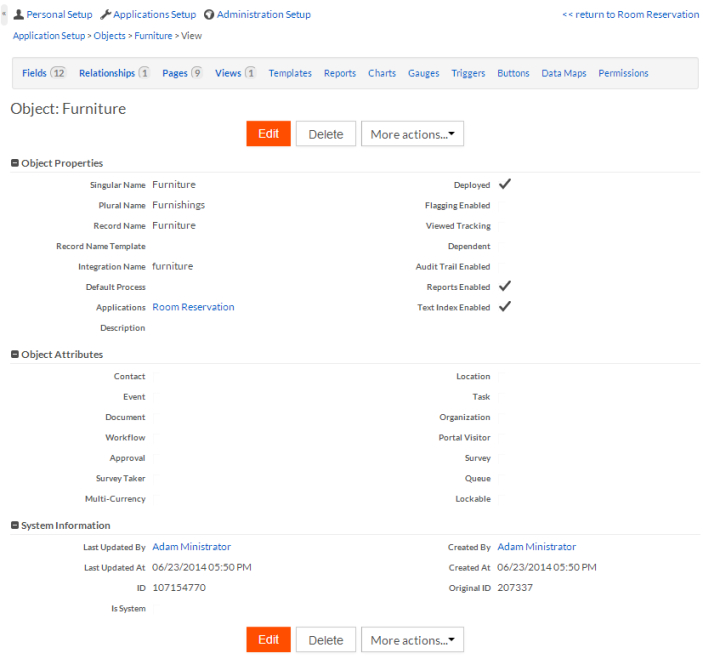 Personal Setup Applications Setup Administration Setup << return to Room Reservation
Application Setup > Objects > Furniture > View
Fields 12 Relationships 1 Pages 9 Views 1 Templates Reports Charts Gauges Triggers Buttons Data Maps Permissions
Object: Furniture
Edit Delete More actions...
Object Properties
Singular Name Furniture Deployed
Plural Name Furnishings Flagging Enabled
Record Name Furniture Viewed Tracking
Record Name Template Dependent
Integration Name furniture Audit Trail Enabled
Default Process Reports Enabled
Applications Room Reservation Text Index Enabled
Description
Object Attributes
Contact Location
Event Task
Document Organization
Workflow Portal Visitor
Approval Survey
Survey Taker Queue
Multi-Currency Lockable
System Information
Last Updated By Adam Ministrator Created By Adam Ministrator
Last Updated At 06/23/2014 05:50 PM Created At 06/23/2014 05:50 PM
ID 107154770 Original ID 207337
Is System
Edit Delete More actions...